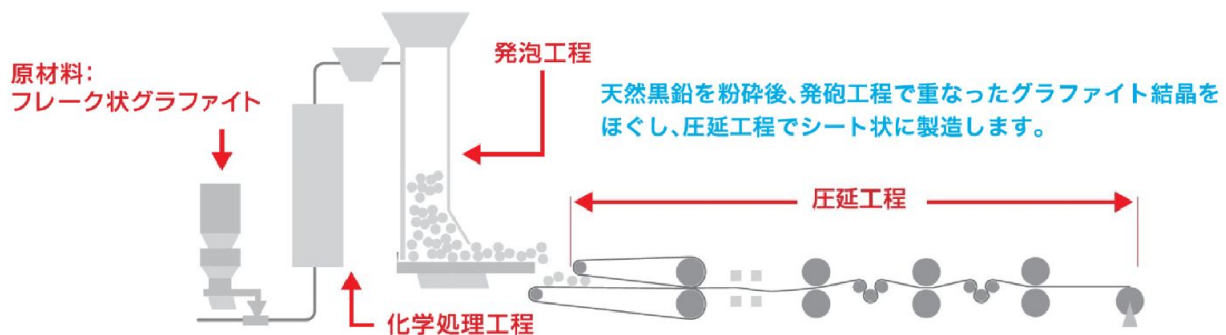 原材料：
フレーク状グラファイト
発泡工程
天然黒鉛を粉砕後、発砲工程で重なったグラファイト結晶を
ほぐし、圧延工程でシート状に製造します。
圧延工程
化学処理工程